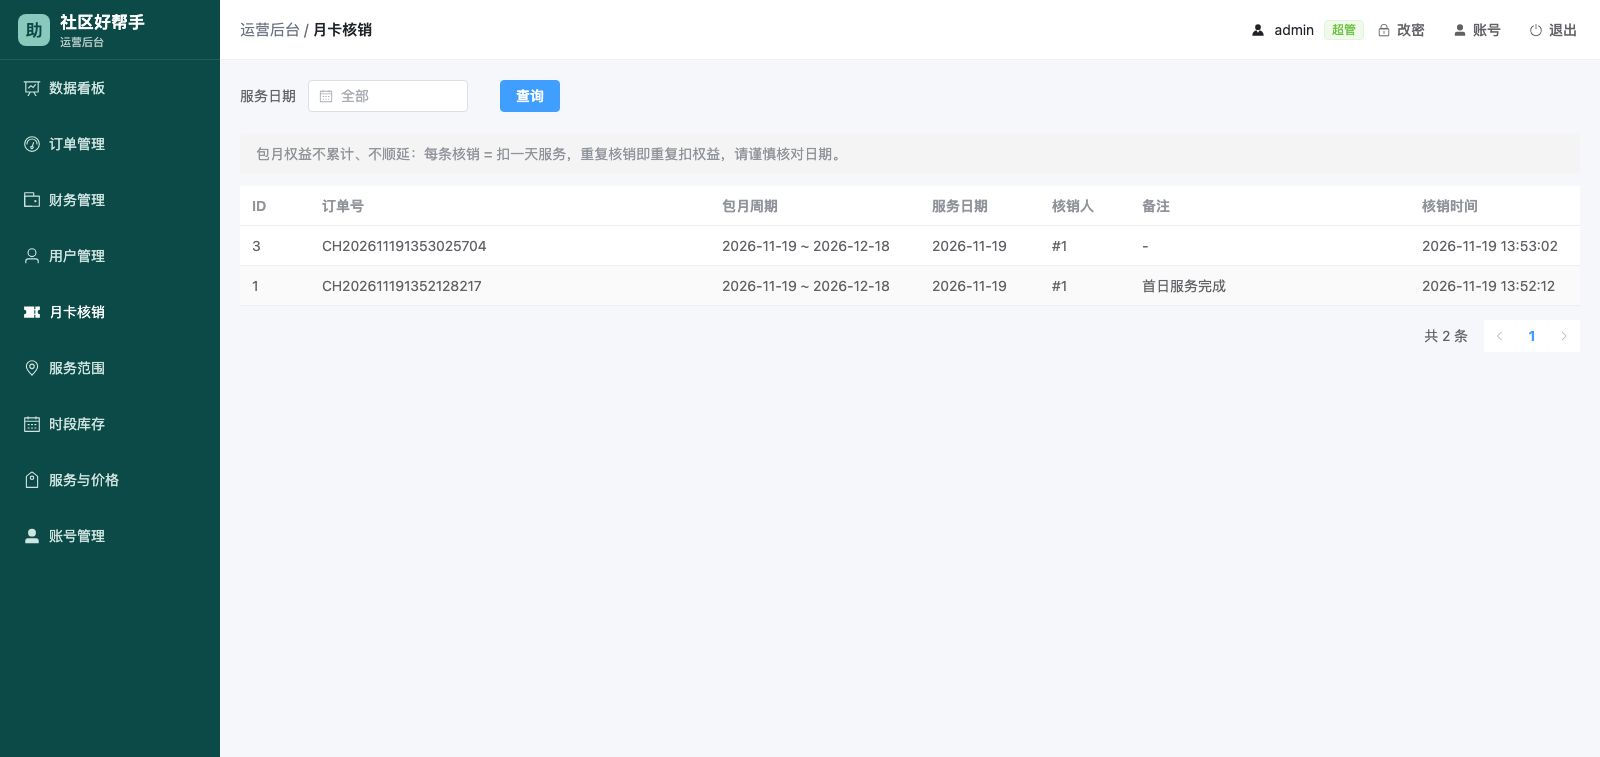 助
社区好帮手
运营后台
数据看板
订单管理
财务管理
用户管理
月卡核销
服务范围
时段库存
服务与价格
账号管理
运营后台 / 月卡核销
admin 超管 改密 账号 退出
服务日期 全部 查询
包月权益不累计、不顺延：每条核销 = 扣一天服务，重复核销即重复扣权益，请谨慎核对日期。
ID 订单号 包月周期 服务日期 核销人 备注 核销时间
3 CH202611191353025704 2026-11-19 ~ 2026-12-18 2026-11-19 #1 - 2026-11-19 13:53:02
1 CH202611191352128217 2026-11-19 ~ 2026-12-18 2026-11-19 #1 首日服务完成 2026-11-19 13:52:12
共 2 条 1